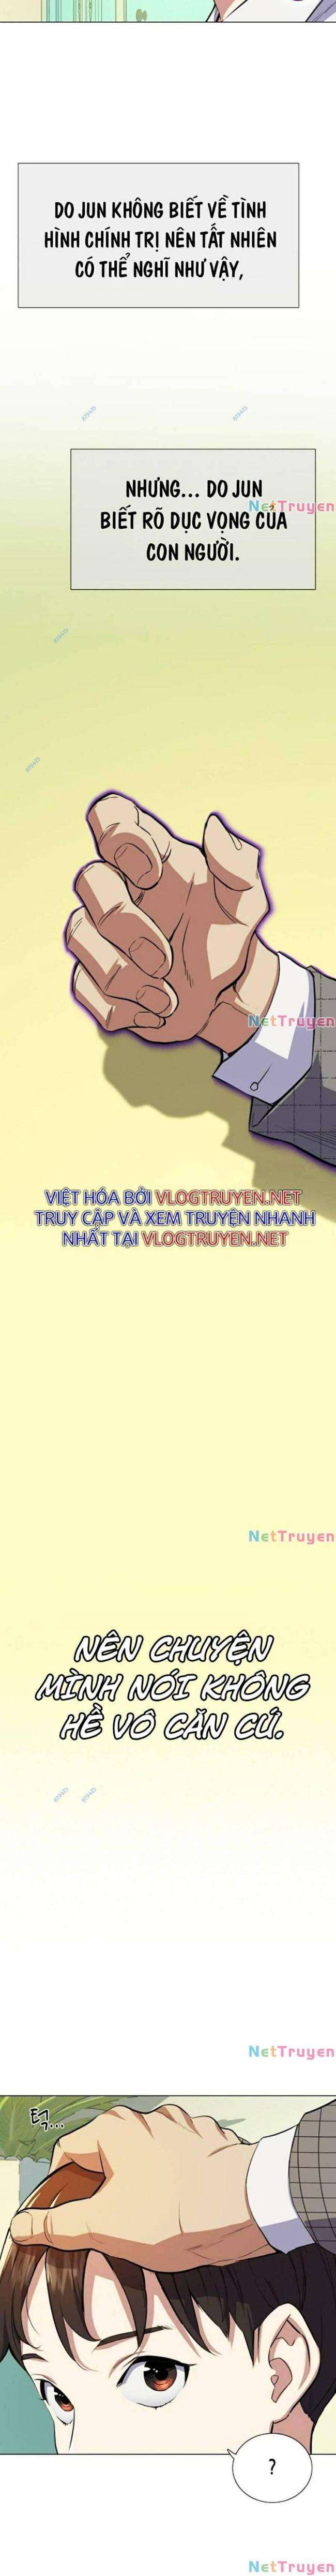 DO JUN KHÔNG BIẾT VỀ TÌNH
HÌNH CHÍNH TRỊ NÊN TẤT NHIÊN
CÓ THỂ NGHĨ NHƯ VẬY,
NHƯNG... DO JUN
NetTruyen
BIẾT RÕ DỤC VỌNG CỦA
CON NGƯỜI.
NetTruyen
VIỆT HÓA BỞI VLOGTRUYEN.NET
TRUY CẬP VÀ XEM TRUYỆN NHANH
NHẤT TẠI VLOGTRUYEN.NET
NetTruyen
NÊN CHUYỆN
MÌNH NÓI KHÔNG
HỀ VÔ CĂN CỨ.
NetTruyen
턱...
NetTruyen
?
NetTruyen